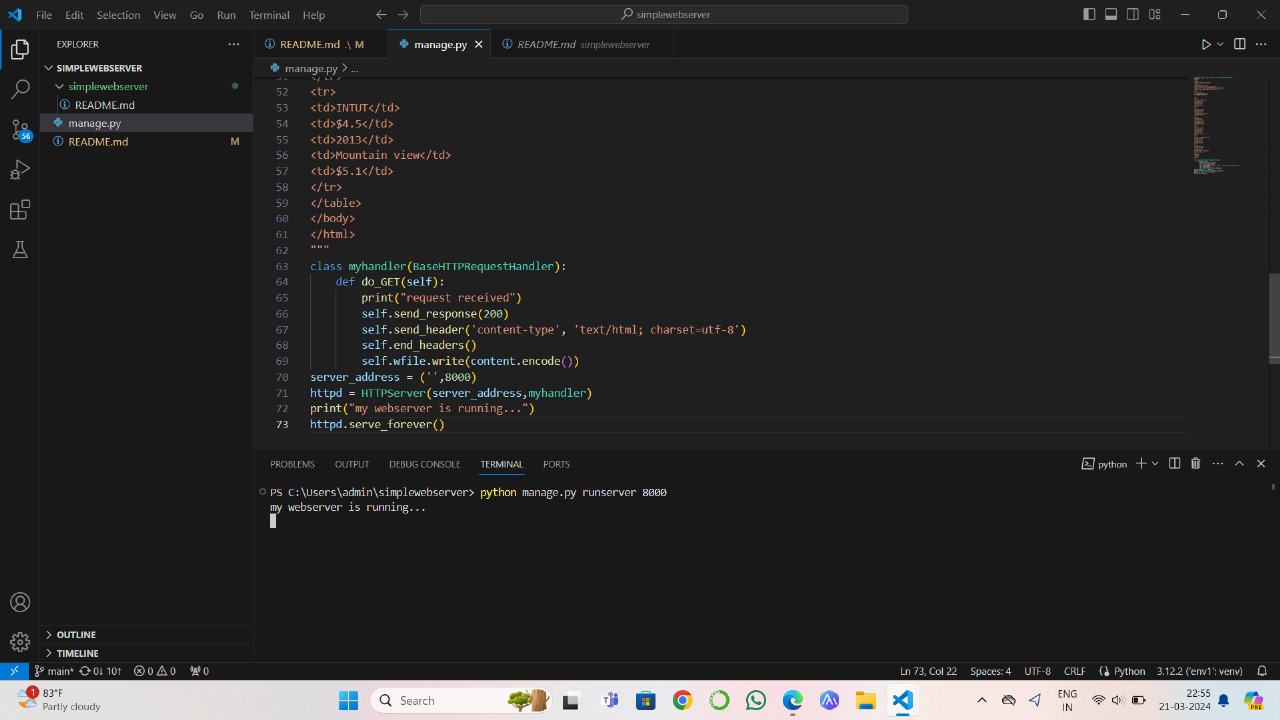 File Edit Selection View Go Run Terminal Help
simplewebserver
EXPLORER
README.md .\ M
manage.py
README.md simplewebserver
SIMPLEWEBSERVER
simplewebserver
README.md
manage.py
README.md M
56
manage.py > ...
51 </tr>
52 <tr>
53 <td>INTUT</td>
54 <td>$4.5</td>
55 <td>2013</td>
56 <td>Mountain view</td>
57 <td>$5.1</td>
58 </tr>
59 </table>
60 </body>
61 </html>
62 """
63 class myhandler(BaseHTTPRequestHandler):
64 def do_GET(self):
65 print("request received")
66 self.send_response(200)
67 self.send_header('content-type', 'text/html; charset=utf-8')
68 self.end_headers()
69 self.wfile.write(content.encode())
70 server_address = ('',8000)
71 httpd = HTTPServer(server_address,myhandler)
72 print("my webserver is running...")
73 httpd.serve_forever()
PROBLEMS OUTPUT DEBUG CONSOLE TERMINAL PORTS
python
PS C:\Users\admin\simplewebserver> python manage.py runserver 8000
my webserver is running...
OUTLINE
TIMELINE
main* 0↓ 10↑ 0 0 0
Ln 73, Col 22 Spaces: 4 UTF-8 CRLF Python 3.12.2 ('env1': venv)
1
83°F
Partly cloudy
Search
ENG
IN
22:55
21-03-2024
PRE